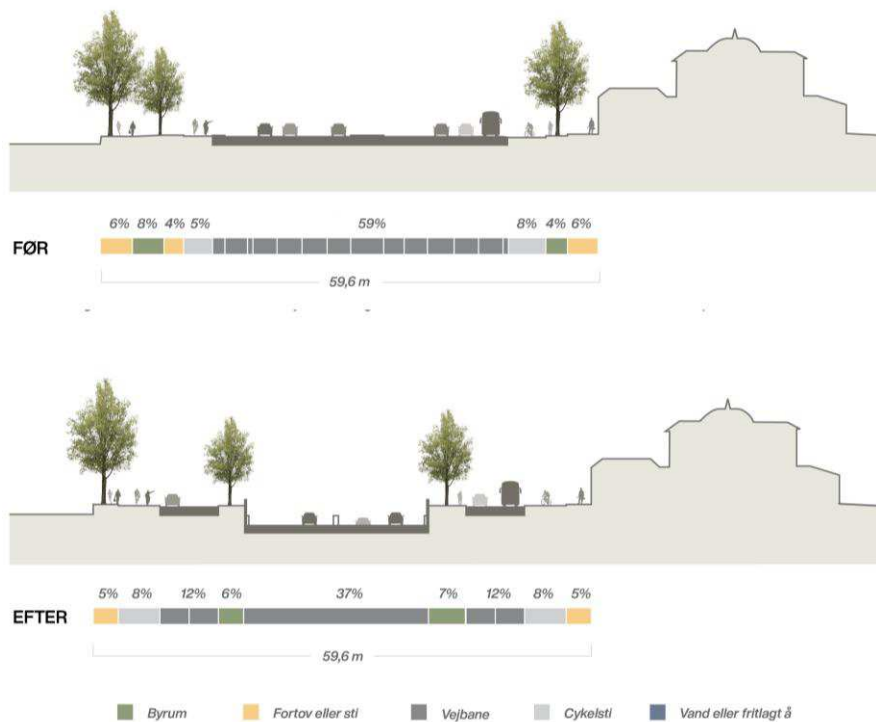 6% 8% 4% 5% 59% 8% 4% 6%
FØR
59,6 m
5% 8% 12% 6% 37% 7% 12% 8% 5%
EFTER
59,6 m
Byrum Fortov eller sti Vejbane Cykelsti Vand eller fritlagt å